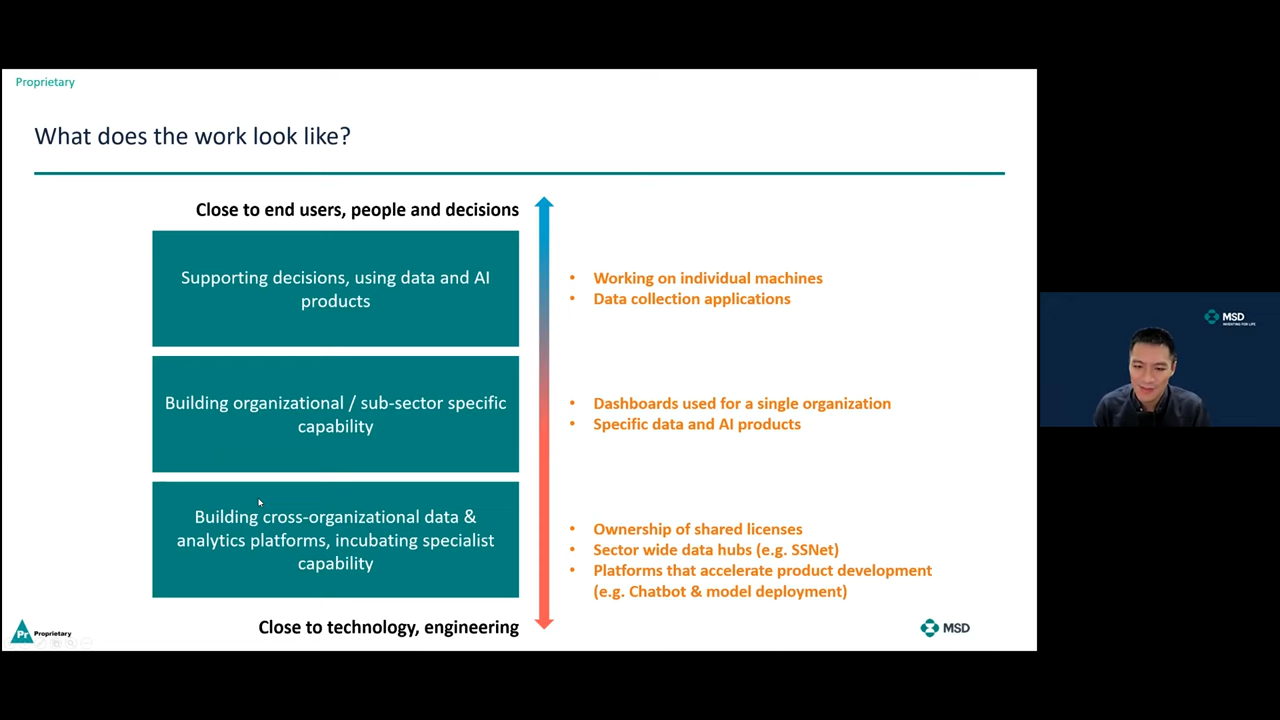 Proprietary
What does the work look like?
Close to end users, people and decisions
Supporting decisions, using data and AI
products
• Working on individual machines
• Data collection applications
Building organizational / sub-sector specific
capability
• Dashboards used for a single organization
• Specific data and AI products
Building cross-organizational data &
analytics platforms, incubating specialist
capability
• Ownership of shared licenses
• Sector wide data hubs (e.g. SSNet)
• Platforms that accelerate product development
(e.g. Chatbot & model deployment)
Close to technology, engineering
Pr Proprietary
MSD
MSD
INVENTING FOR LIFE